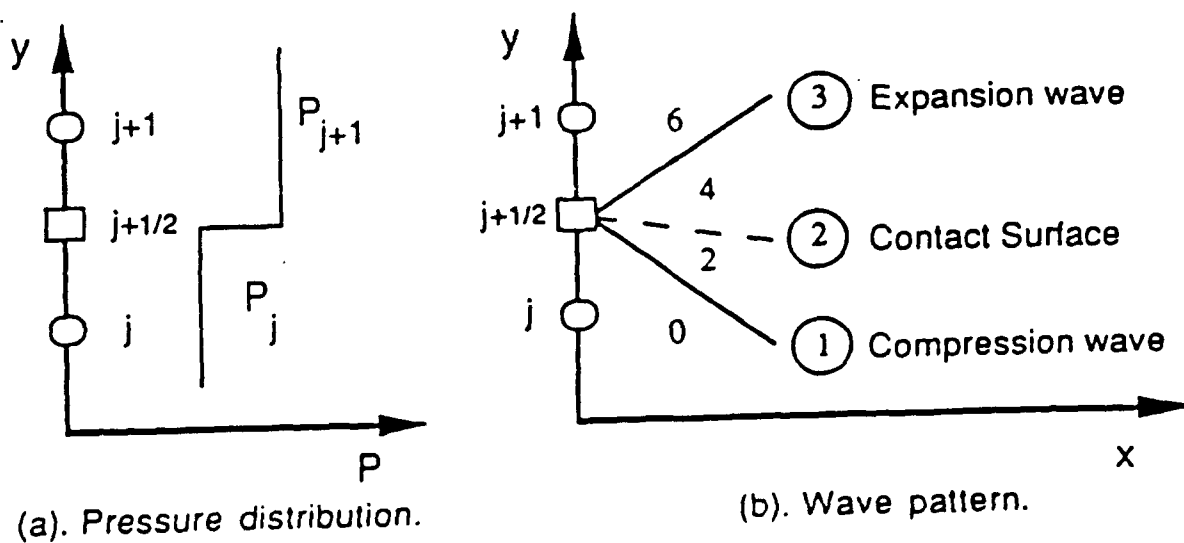 y
j+1
P j+1
j+1/2
P j
j
P
(a). Pressure distribution.
y
j+1
6
3 Expansion wave
4
j+1/2
2 Contact Surface
2
j
0
1 Compression wave
x
(b). Wave pattern.